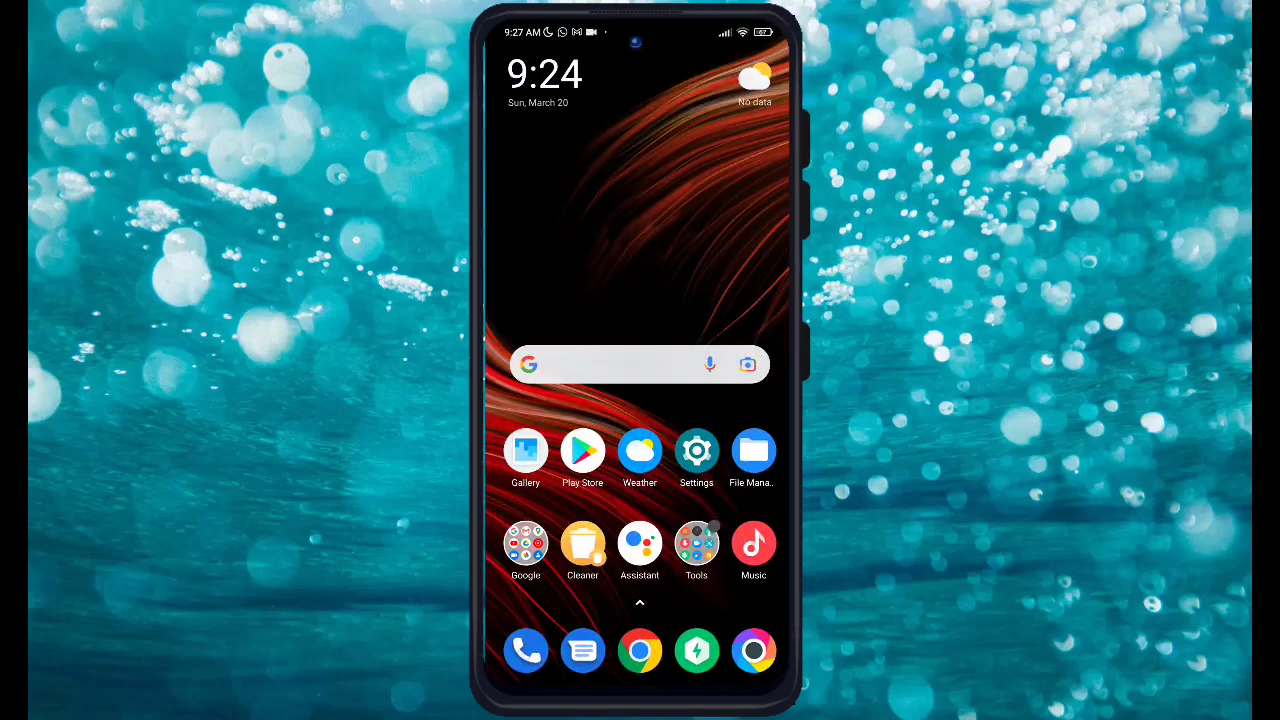 9:27 AM
67
9:24
Sun, March 20
No data
Gallery
Play Store
Weather
Settings
File Mana..
Google
Cleaner
Assistant
Tools
Music